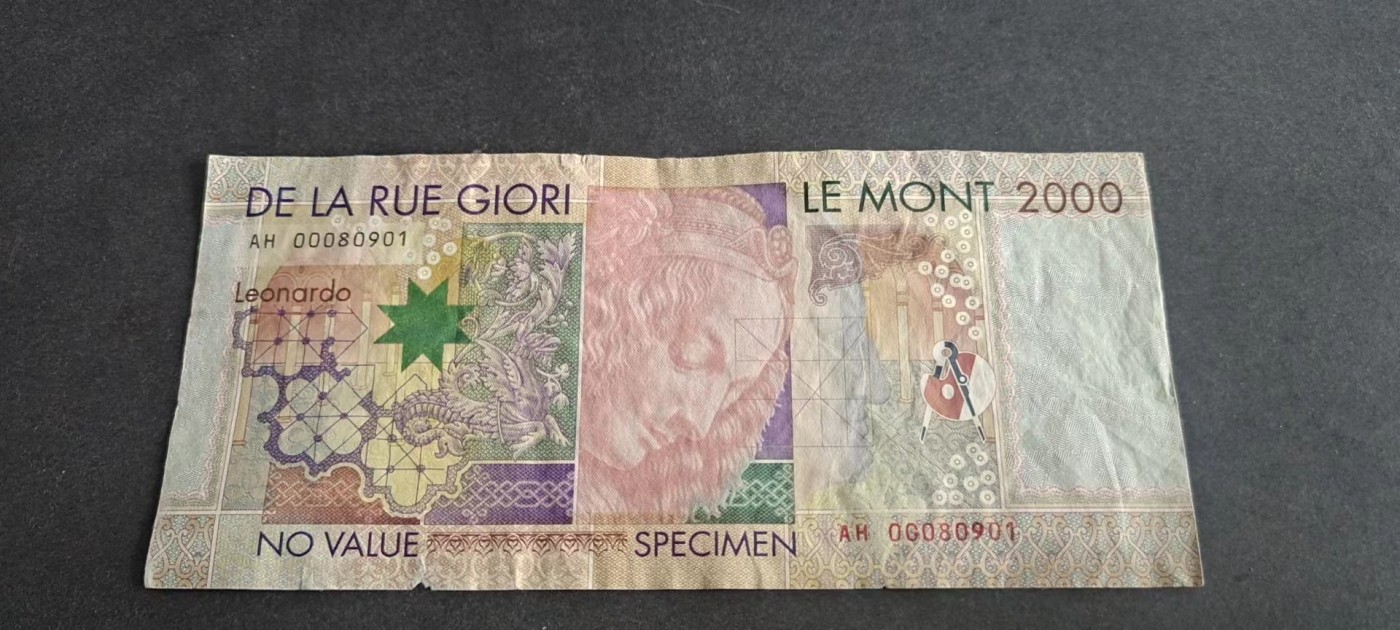 DE LA RUE GIORI
LE MONT 2000
AH 00080901
Leonardo
NO VALUE
SPECIMEN
AH 00080901